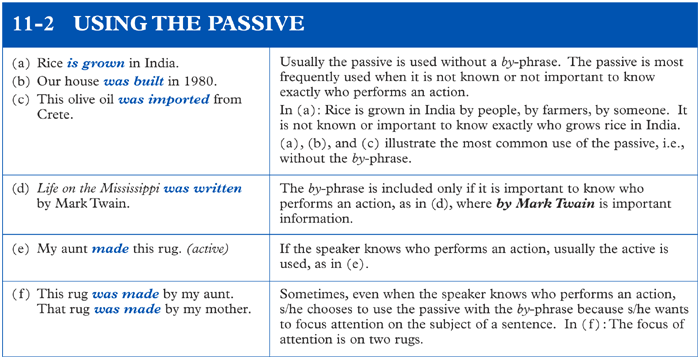 11-2 USING THE PASSIVE
(a) Rice is grown in India.
(b) Our house was built in 1980.
(c) This olive oil was imported from
Crete.
Usually the passive is used without a by-phrase. The passive is most
frequently used when it is not known or not important to know
exactly who performs an action.
In (a): Rice is grown in India by people, by farmers, by someone. It
is not known or important to know exactly who grows rice in India.
(a), (b), and (c) illustrate the most common use of the passive, i.e.,
without the by-phrase.
(d) Life on the Mississippi was written
by Mark Twain.
The by-phrase is included only if it is important to know who
performs an action, as in (d), where by Mark Twain is important
information.
(e) My aunt made this rug. (active)
If the speaker knows who performs an action, usually the active is
used, as in (e).
(f) This rug was made by my aunt.
That rug was made by my mother.
Sometimes, even when the speaker knows who performs an action,
s/he chooses to use the passive with the by-phrase because s/he wants
to focus attention on the subject of a sentence. In (f): The focus of
attention is on two rugs.